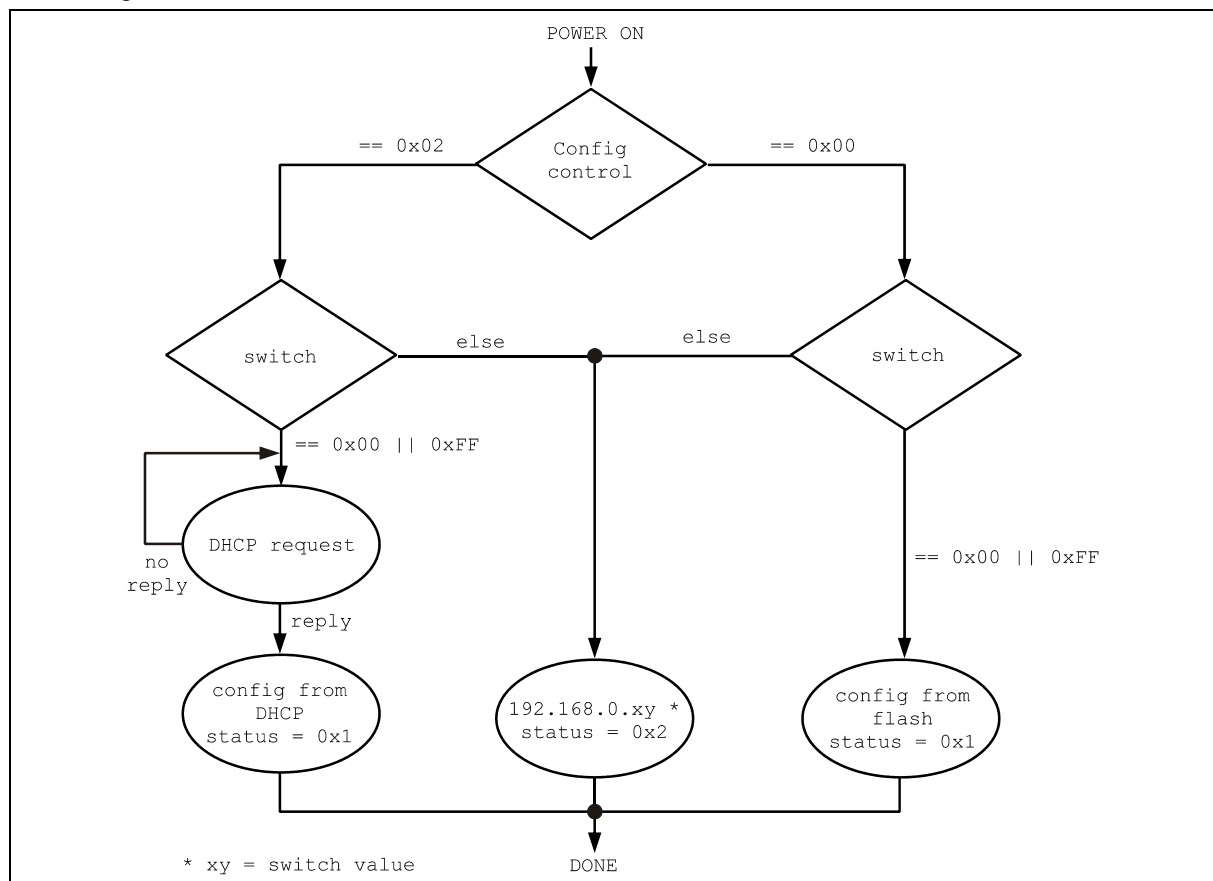 POWER ON
== 0x02
Config
control
== 0x00
switch
else
else
switch
== 0x00 || 0xFF
DHCP request
no
reply
== 0x00 || 0xFF
reply
config from
DHCP
status = 0x1
192.168.0.xy *
status = 0x2
config from
flash
status = 0x1
* xy = switch value
DONE